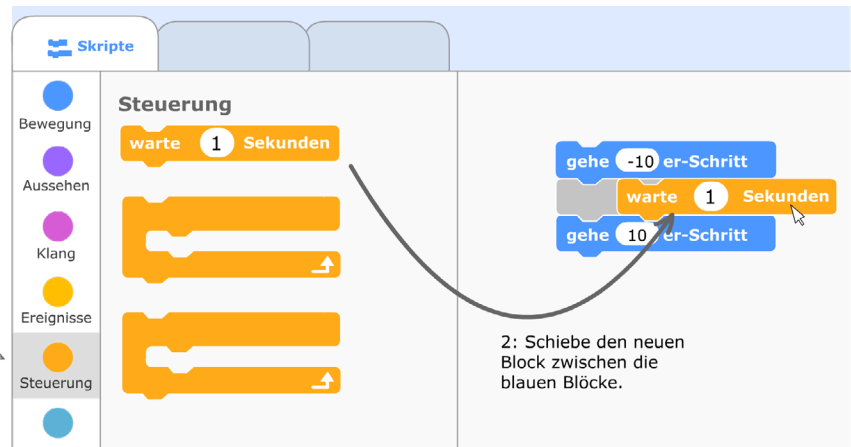 Skripte
Bewegung
Aussehen
Klang
Ereignisse
Steuerung
Steuerung
warte 1 Sekunden
gehe -10 er-Schritt
warte 1 Sekunden
gehe 10 er-Schritt
2: Schiebe den neuen
Block zwischen die
blauen Blöcke.